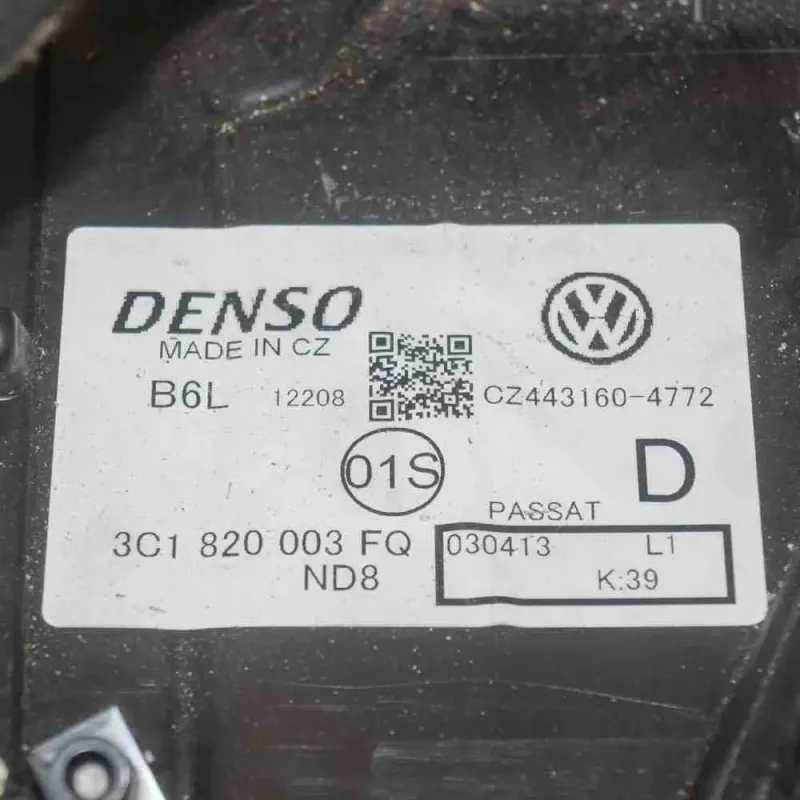 DENSO
MADE IN CZ
B6L 12208 CZ443160-4772
01S D
PASSAT
3C1 820 003 FQ 030413 L1
ND8 K:39